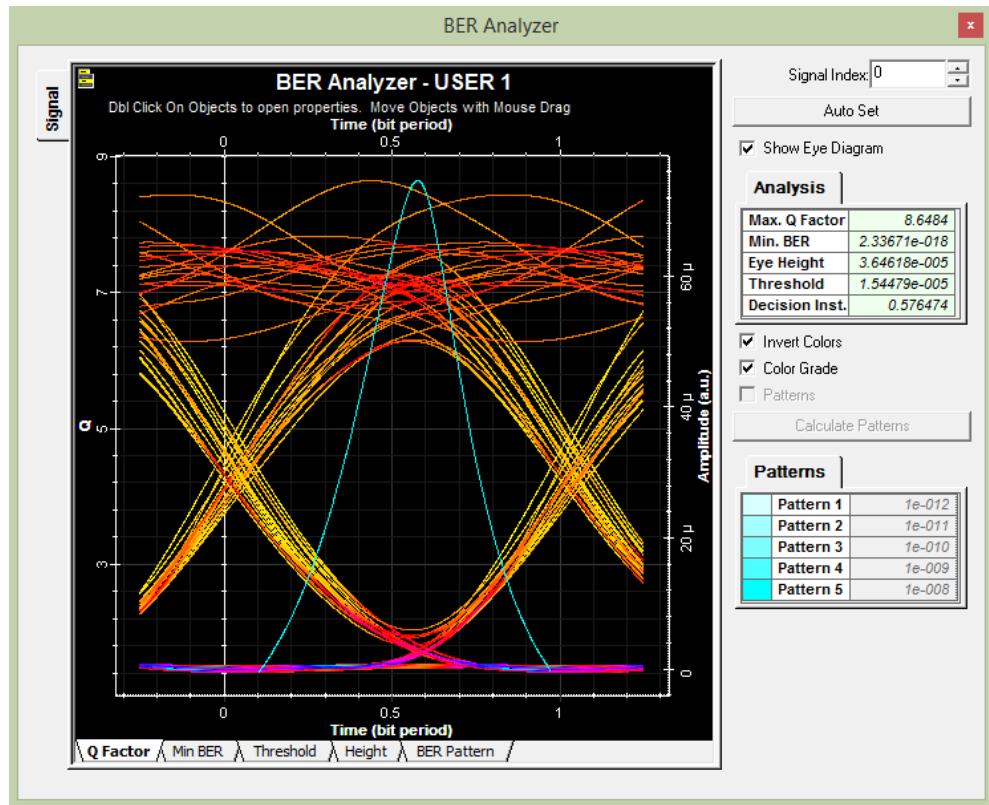 BER Analyzer
x
Signal
BER Analyzer - USER 1
Dbl Click On Objects to open properties. Move Objects with Mouse Drag
Time (bit period)
0 0.5 1
9
7
5
3
Q
60 µ
40 µ
20 µ
0
Amplitude (a.u.)
0 0.5 1
Time (bit period)
Q Factor Min BER Threshold Height BER Pattern
Signal Index: 0
Auto Set
Show Eye Diagram
Analysis
Max. Q Factor 8.6484
Min. BER 2.33671e-018
Eye Height 3.64618e-005
Threshold 1.54479e-005
Decision Inst. 0.576474
Invert Colors
Color Grade
Patterns
Calculate Patterns
Patterns
Pattern 1 1e-012
Pattern 2 1e-011
Pattern 3 1e-010
Pattern 4 1e-009
Pattern 5 1e-008